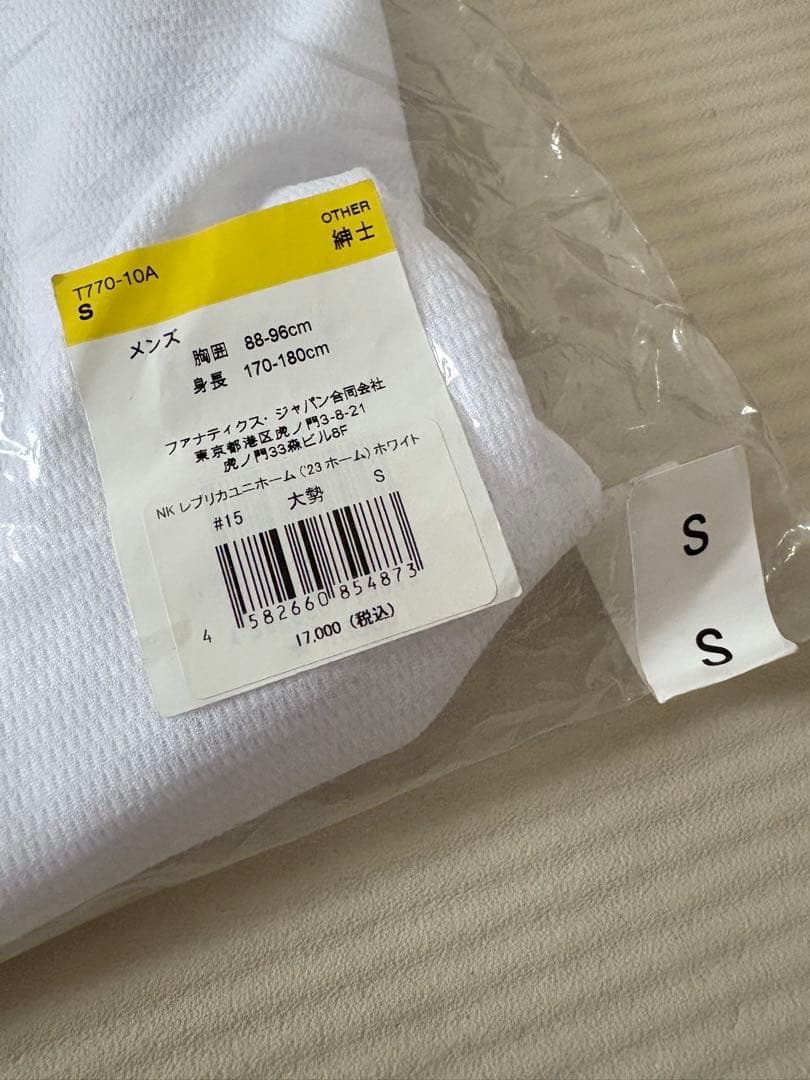 OTHER
紳士
T770-10A
S
メンズ
胸囲 88-96cm
身長 170-180cm
ファナティクス・ジャパン合同会社
東京都港区虎ノ門3-8-21
虎ノ門33森ビル8F
NK レプリカユニホーム('23 ホーム) ホワイト
#15 大勢 S
4 582660 854873
17,000 (税込)
S
S